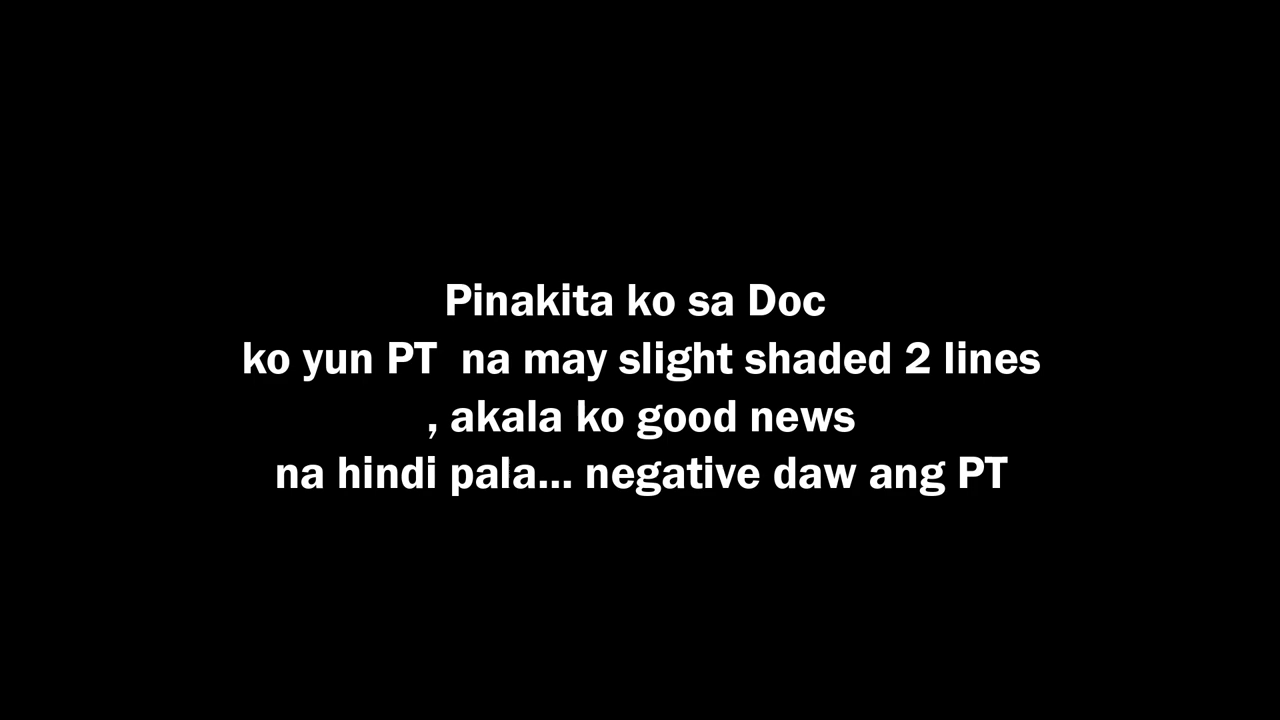 Pinakita ko sa Doc
ko yun PT  na may slight shaded 2 lines
, akala ko good news
na hindi pala... negative daw ang PT